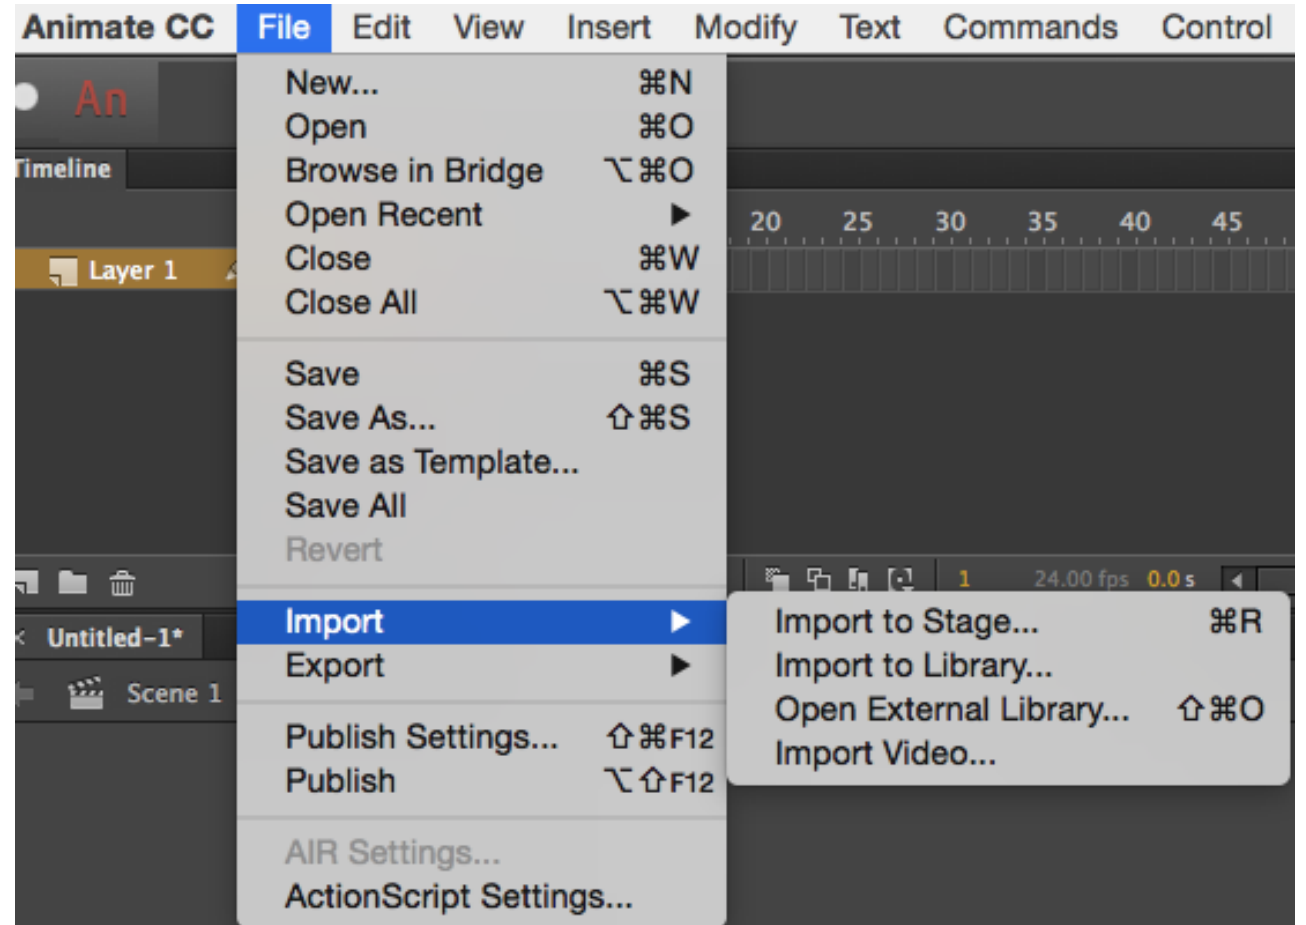 Animate CC File Edit View Insert Modify Text Commands Control
An
Timeline
20 25 30 35 40 45
Layer 1
New... ⌘N
Open ⌘O
Browse in Bridge ⌥⌘O
Open Recent ▶
Close ⌘W
Close All ⌥⌘W
Save ⌘S
Save As... ⇧⌘S
Save as Template...
Save All
Revert
1 24.00 fps 0.0 s
Import ▶
Export ▶
Publish Settings... ⇧⌘F12
Publish ⌥⇧F12
AIR Settings...
ActionScript Settings...
Import to Stage... ⌘R
Import to Library...
Open External Library... ⇧⌘O
Import Video...
× Untitled-1*
Scene 1